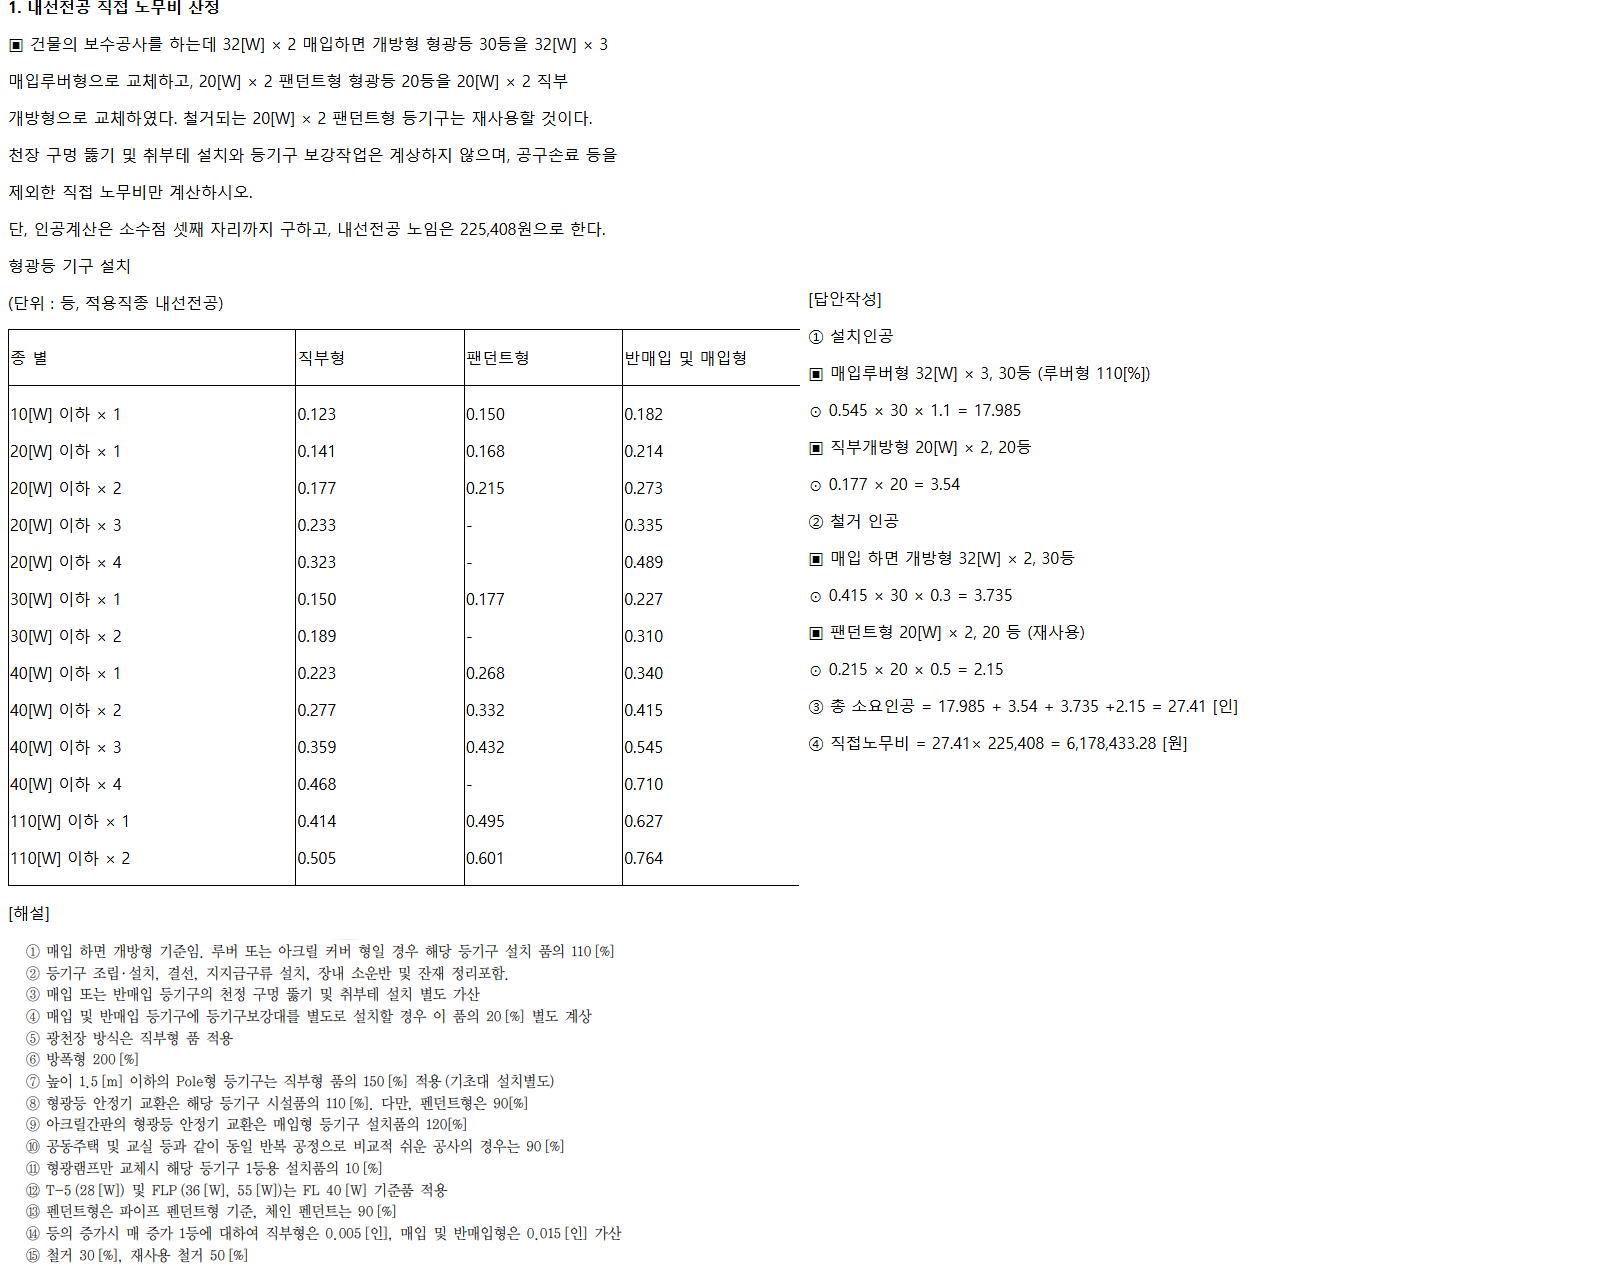 1. 내선전공 직접 노무비 산정
▣ 건물의 보수공사를 하는데 32[W] × 2 매입하면 개방형 형광등 30등을 32[W] × 3
매입루버형으로 교체하고, 20[W] × 2 팬던트형 형광등 20등을 20[W] × 2 직부
개방형으로 교체하였다. 철거되는 20[W] × 2 팬던트형 등기구는 재사용할 것이다.
천장 구멍 뚫기 및 취부테 설치와 등기구 보강작업은 계상하지 않으며, 공구손료 등을
제외한 직접 노무비만 계산하시오.
단, 인공계산은 소수점 셋째 자리까지 구하고, 내선전공 노임은 225,408원으로 한다.
형광등 기구 설치
(단위 : 등, 적용직종 내선전공)
종 별 직부형 팬던트형 반매입 및 매입형
10[W] 이하 × 1 0.123 0.150 0.182
20[W] 이하 × 1 0.141 0.168 0.214
20[W] 이하 × 2 0.177 0.215 0.273
20[W] 이하 × 3 0.233 - 0.335
20[W] 이하 × 4 0.323 - 0.489
30[W] 이하 × 1 0.150 0.177 0.227
30[W] 이하 × 2 0.189 - 0.310
40[W] 이하 × 1 0.223 0.268 0.340
40[W] 이하 × 2 0.277 0.332 0.415
40[W] 이하 × 3 0.359 0.432 0.545
40[W] 이하 × 4 0.468 - 0.710
110[W] 이하 × 1 0.414 0.495 0.627
110[W] 이하 × 2 0.505 0.601 0.764
[해설]
① 매입 하면 개방형 기준임. 루버 또는 아크릴 커버 형일 경우 해당 등기구 설치 품의 110[%]
② 등기구 조립·설치, 결선, 지지금구류 설치, 장내 소운반 및 잔재 정리포함.
③ 매입 또는 반매입 등기구의 천정 구멍 뚫기 및 취부테 설치 별도 가산
④ 매입 및 반매입 등기구에 등기구보강대를 별도로 설치할 경우 이 품의 20[%] 별도 계상
⑤ 광천장 방식은 직부형 품 적용
⑥ 방폭형 200[%]
⑦ 높이 1.5[m] 이하의 Pole형 등기구는 직부형 품의 150[%] 적용(기초대 설치별도)
⑧ 형광등 안정기 교환은 해당 등기구 시설품의 110[%]. 다만, 펜던트형은 90[%]
⑨ 아크릴간판의 형광등 안정기 교환은 매입형 등기구 설치품의 120[%]
⑩ 공동주택 및 교실 등과 같이 동일 반복 공정으로 비교적 쉬운 공사의 경우는 90[%]
⑪ 형광램프만 교체시 해당 등기구 1등용 설치품의 10[%]
⑫ T-5(28[W]) 및 FLP(36[W], 55[W])는 FL 40[W] 기준품 적용
⑬ 펜던트형은 파이프 펜던트형 기준, 체인 펜던트는 90[%]
⑭ 등의 증가시 매 증가 1등에 대하여 직부형은 0.005[인], 매입 및 반매입형은 0.015[인] 가산
⑮ 철거 30[%], 재사용 철거 50[%]
[답안작성]
① 설치인공
▣ 매입루버형 32[W] × 3, 30등 (루버형 110[%])
⊙ 0.545 × 30 × 1.1 = 17.985
▣ 직부개방형 20[W] × 2, 20등
⊙ 0.177 × 20 = 3.54
② 철거 인공
▣ 매입 하면 개방형 32[W] × 2, 30등
⊙ 0.415 × 30 × 0.3 = 3.735
▣ 팬던트형 20[W] × 2, 20 등 (재사용)
⊙ 0.215 × 20 × 0.5 = 2.15
③ 총 소요인공 = 17.985 + 3.54 + 3.735 +2.15 = 27.41 [인]
④ 직접노무비 = 27.41× 225,408 = 6,178,433.28 [원]